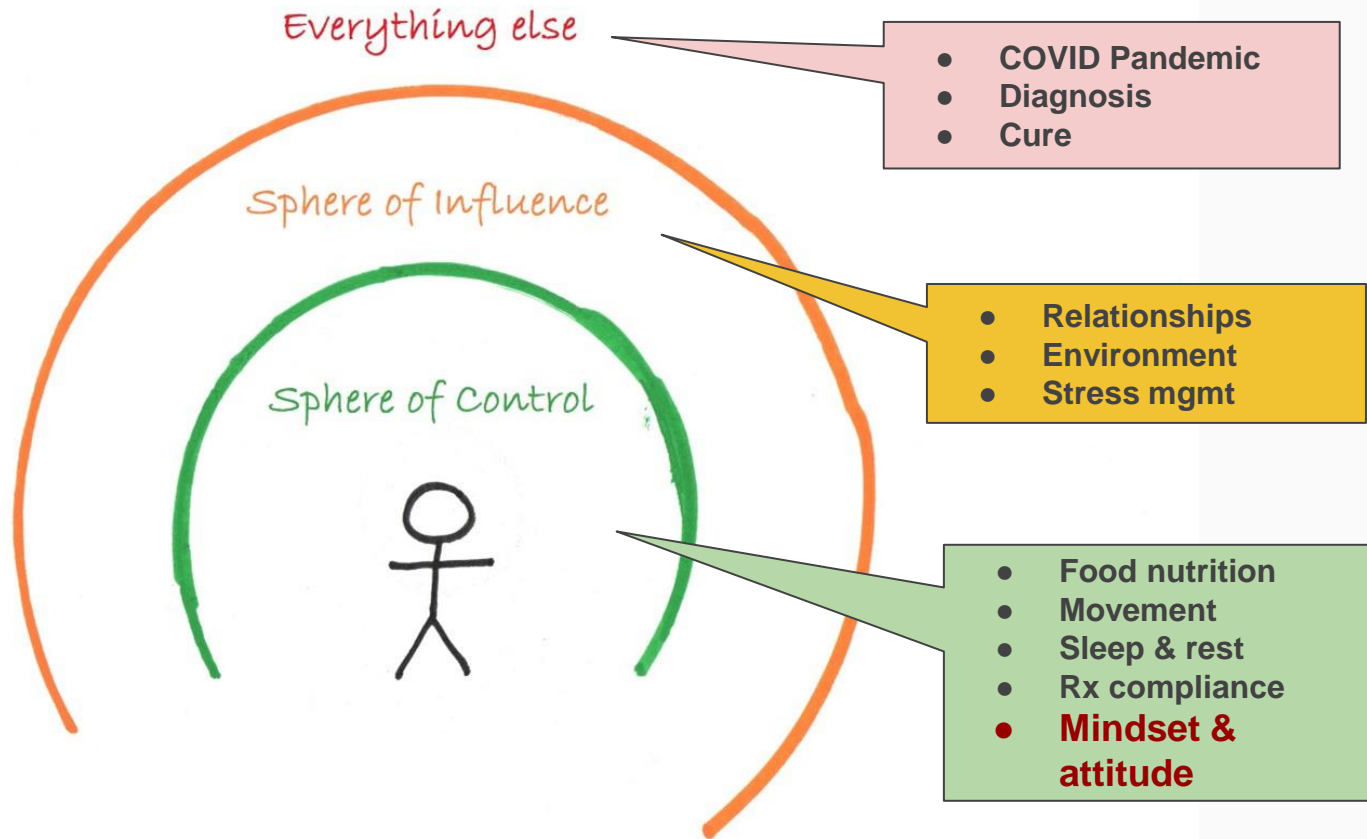 Everything else
● COVID Pandemic
● Diagnosis
● Cure
Sphere of Influence
● Relationships
● Environment
● Stress mgmt
Sphere of Control
● Food nutrition
● Movement
● Sleep & rest
● Rx compliance
● Mindset &
attitude